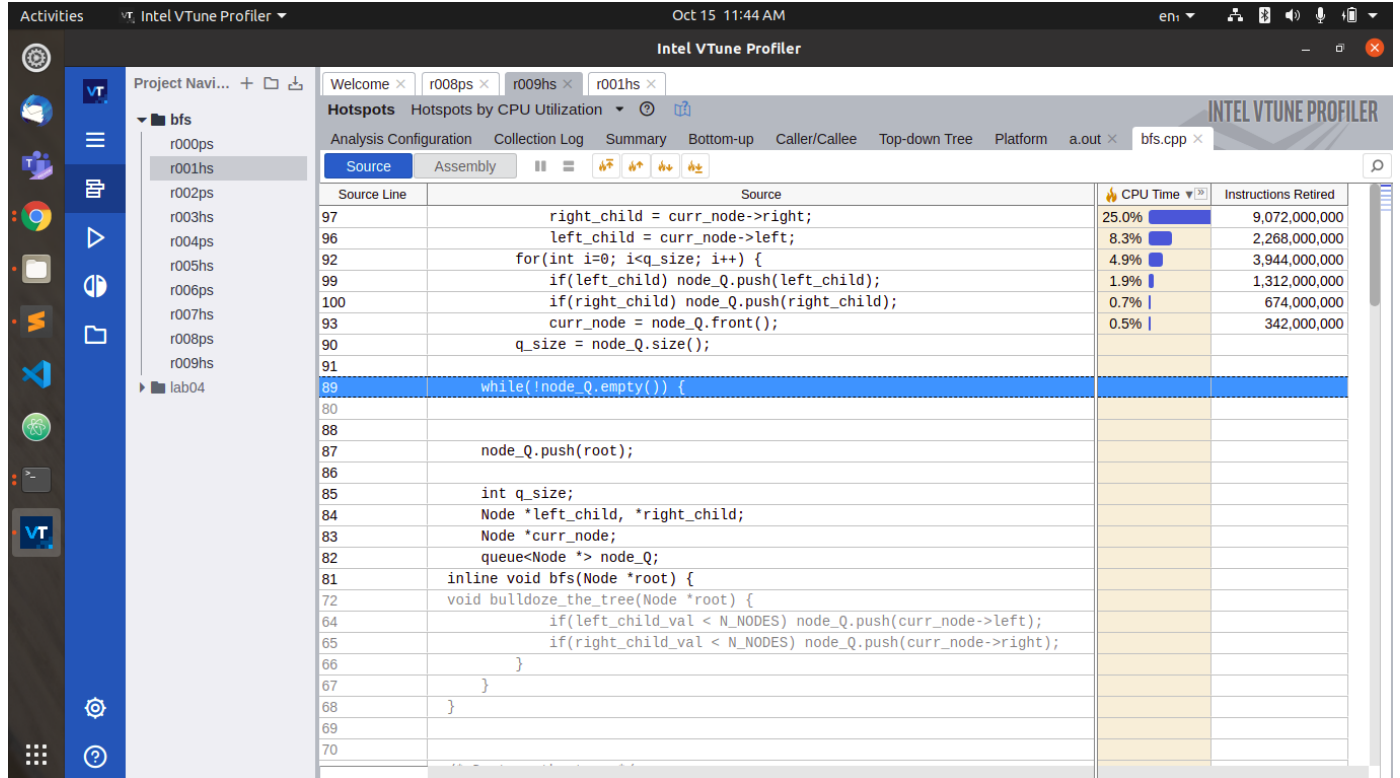 Activities Intel VTune Profiler Oct 15 11:44 AM en₁
Intel VTune Profiler
VT
Project Navi...
bfs
r000ps
r001hs
r002ps
r003hs
r004ps
r005hs
r006ps
r007hs
r008ps
r009hs
lab04
Welcome r008ps r009hs r001hs
Hotspots Hotspots by CPU Utilization
INTEL VTUNE PROFILER
Analysis Configuration Collection Log Summary Bottom-up Caller/Callee Top-down Tree Platform a.out bfs.cpp
Source Assembly
Source Line Source CPU Time Instructions Retired
97 right_child = curr_node->right; 25.0% 9,072,000,000
96 left_child = curr_node->left; 8.3% 2,268,000,000
92 for(int i=0; i<q_size; i++) { 4.9% 3,944,000,000
99 if(left_child) node_Q.push(left_child); 1.9% 1,312,000,000
100 if(right_child) node_Q.push(right_child); 0.7% 674,000,000
93 curr_node = node_Q.front(); 0.5% 342,000,000
90 q_size = node_Q.size();
91
89 while(!node_Q.empty()) {
80
88
87 node_Q.push(root);
86
85 int q_size;
84 Node *left_child, *right_child;
83 Node *curr_node;
82 queue<Node *> node_Q;
81 inline void bfs(Node *root) {
72 void bulldoze_the_tree(Node *root) {
64 if(left_child_val < N_NODES) node_Q.push(curr_node->left);
65 if(right_child_val < N_NODES) node_Q.push(curr_node->right);
66 }
67 }
68 }
69
70
VT